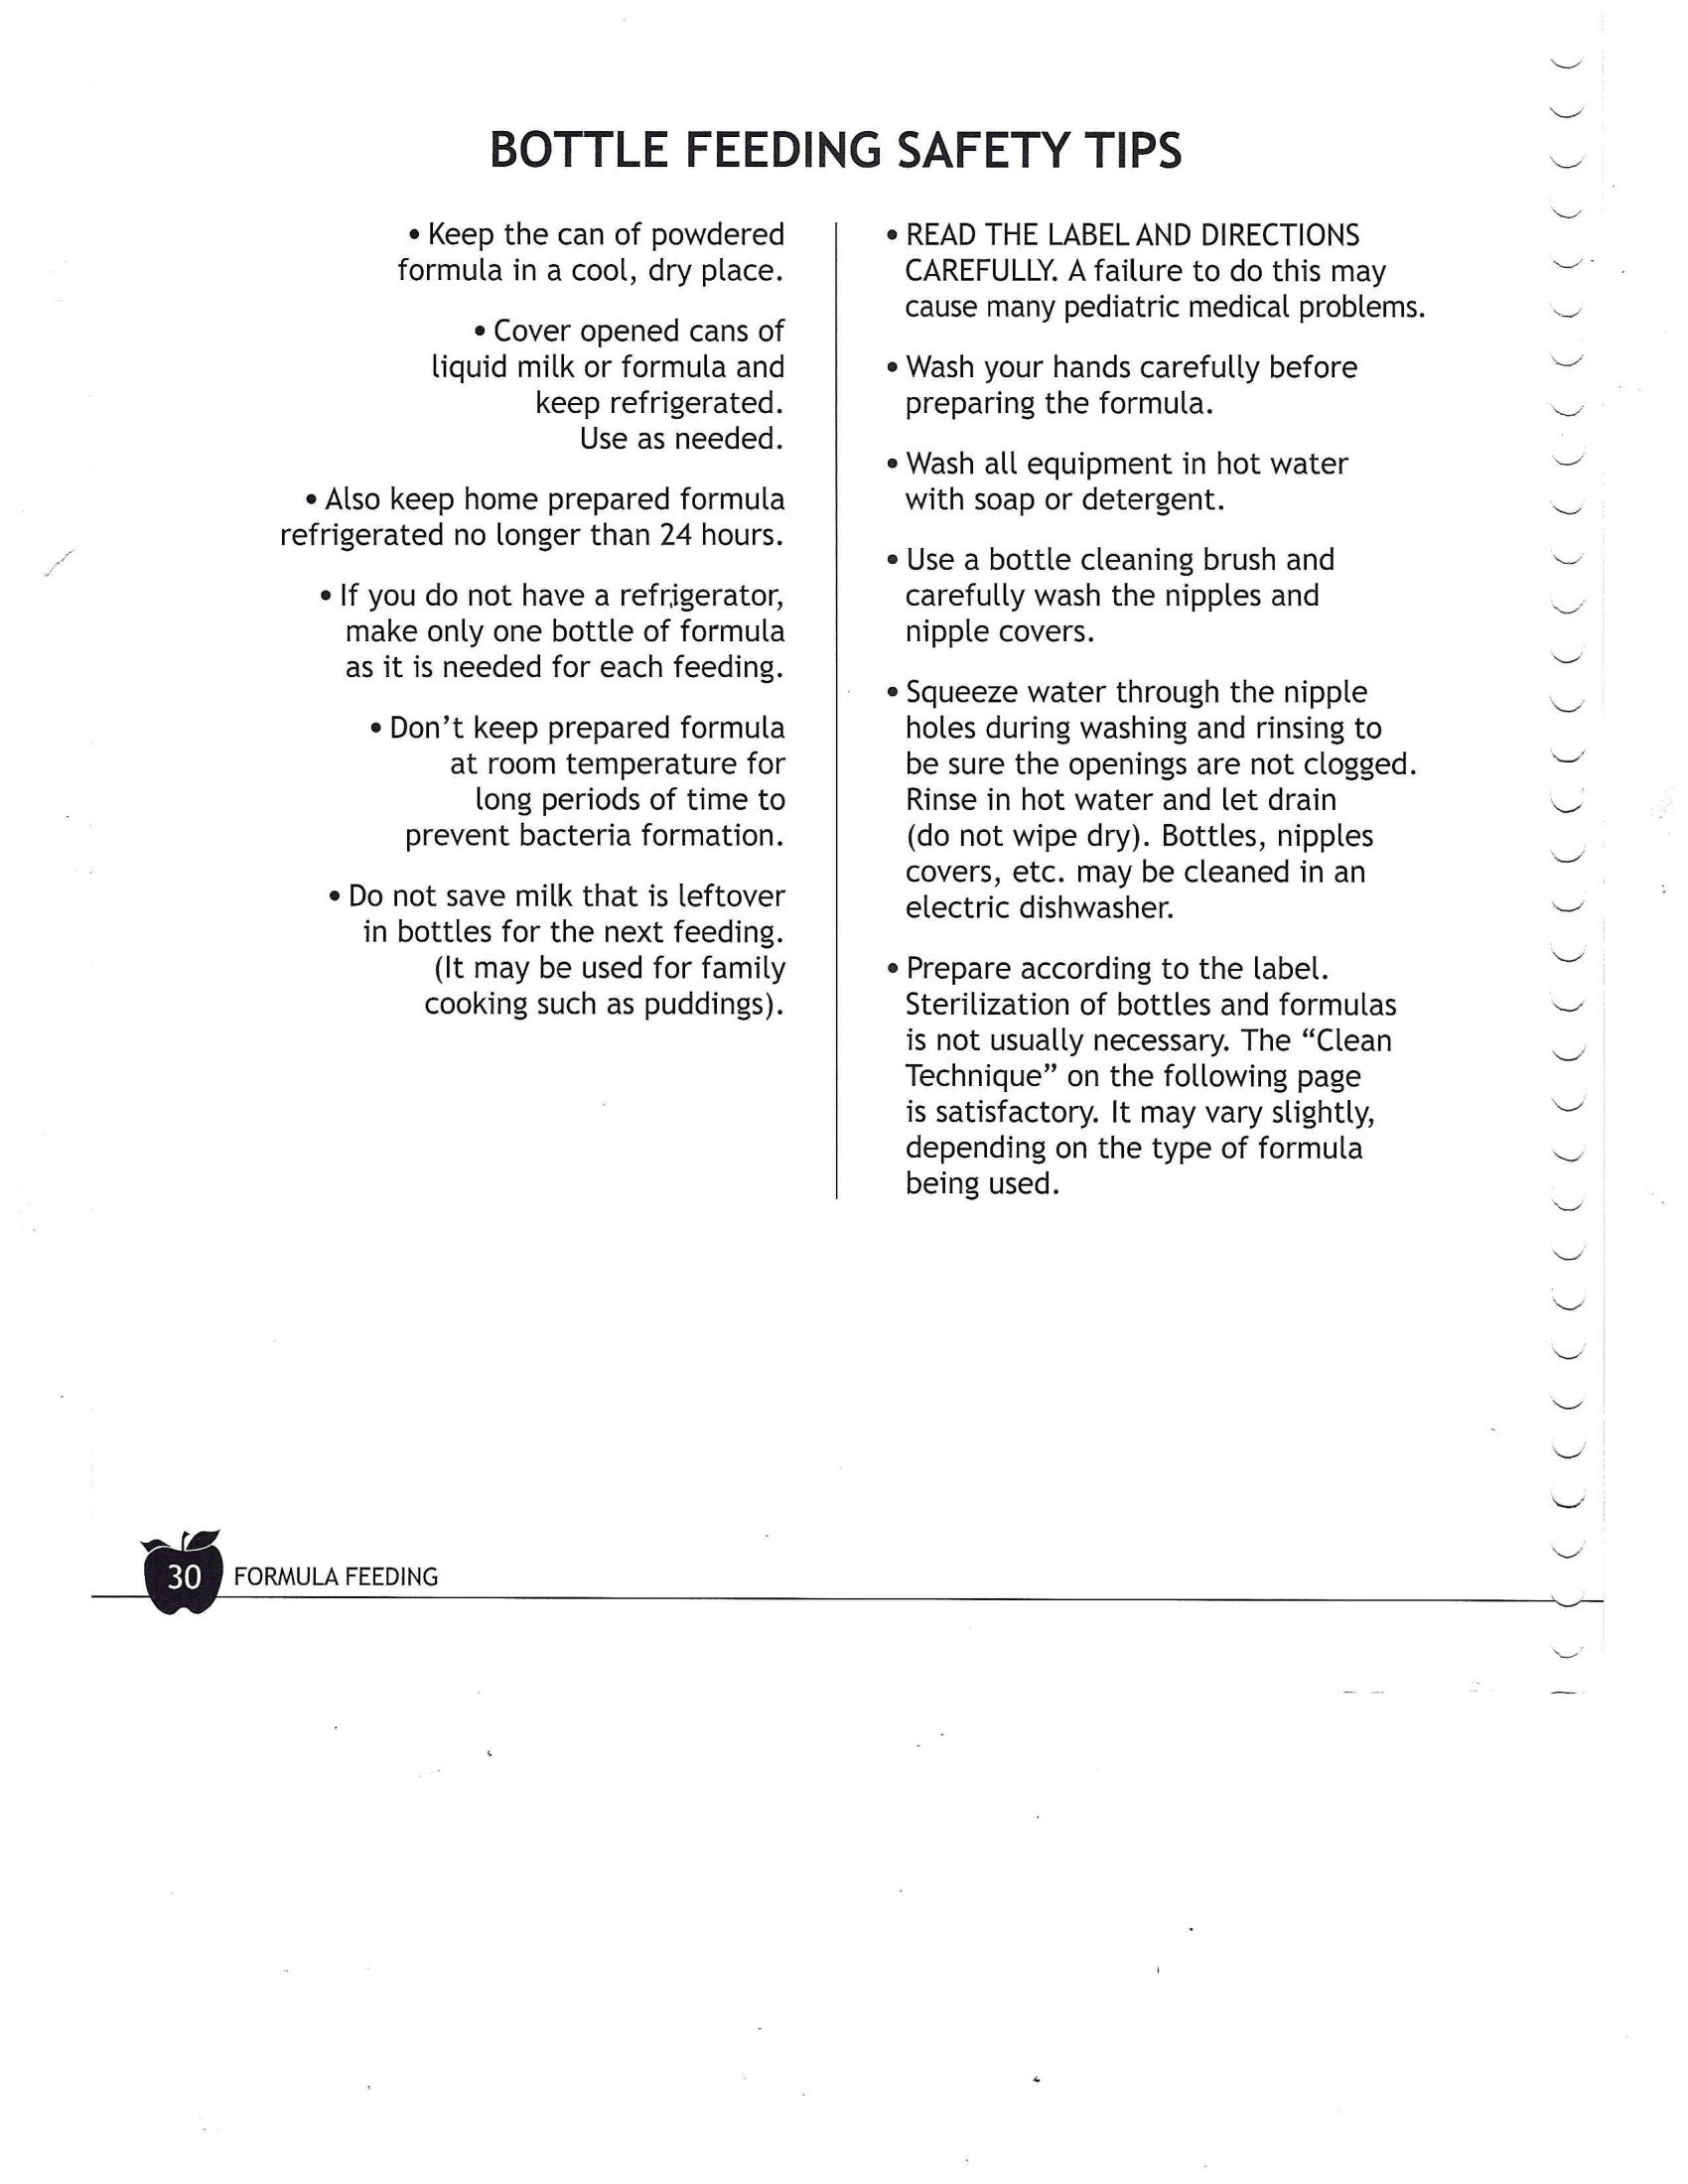 BOTTLE FEEDING SAFETY TIPS
• Keep the can of powdered
formula in a cool, dry place.
• Cover opened cans of
liquid milk or formula and
keep refrigerated.
Use as needed.
• Also keep home prepared formula
refrigerated no longer than 24 hours.
• If you do not have a refrigerator,
make only one bottle of formula
as it is needed for each feeding.
• Don't keep prepared formula
at room temperature for
long periods of time to
prevent bacteria formation.
• Do not save milk that is leftover
in bottles for the next feeding.
(It may be used for family
cooking such as puddings).
• READ THE LABEL AND DIRECTIONS
CAREFULLY. A failure to do this may
cause many pediatric medical problems.
• Wash your hands carefully before
preparing the formula.
• Wash all equipment in hot water
with soap or detergent.
• Use a bottle cleaning brush and
carefully wash the nipples and
nipple covers.
• Squeeze water through the nipple
holes during washing and rinsing to
be sure the openings are not clogged.
Rinse in hot water and let drain
(do not wipe dry). Bottles, nipples
covers, etc. may be cleaned in an
electric dishwasher.
• Prepare according to the label.
Sterilization of bottles and formulas
is not usually necessary. The “Clean
Technique” on the following page
is satisfactory. It may vary slightly,
depending on the type of formula
being used.
30 FORMULA FEEDING